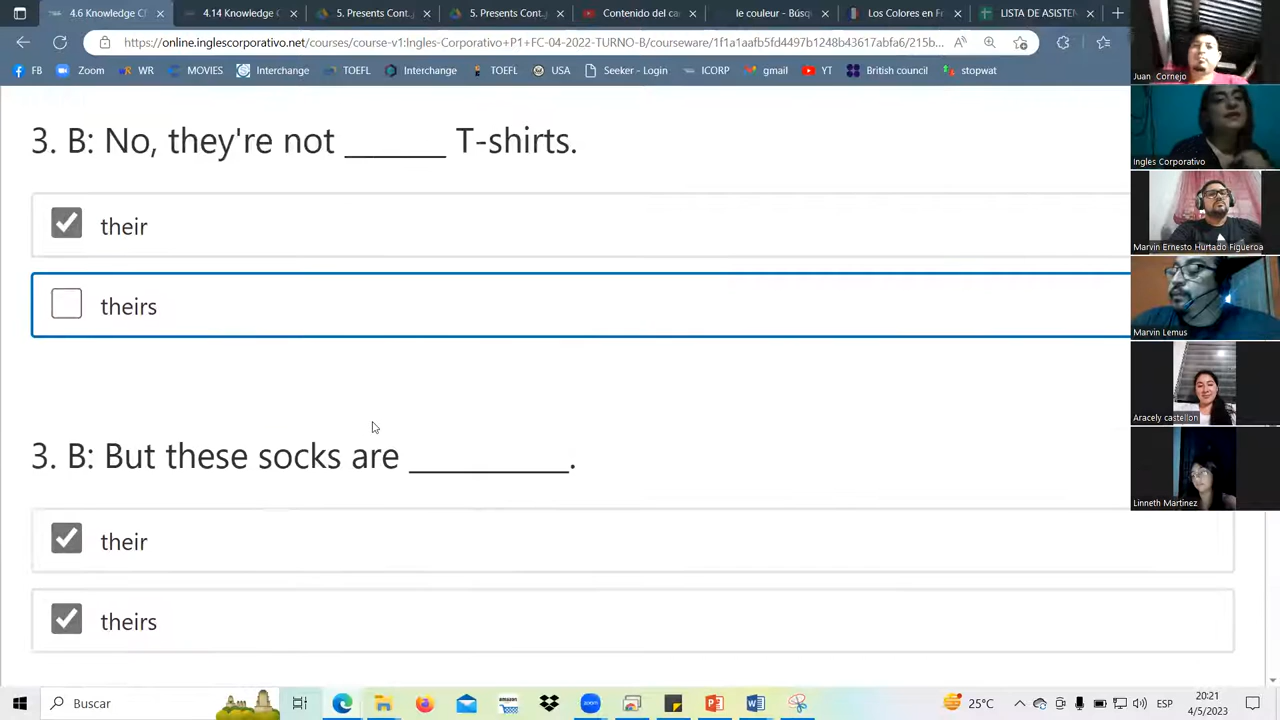 4.6 Knowledge C
4.14 Knowledge C
5. Present Cont
5. Present Cont
Contenido del ca
le couleur - Búsq
Los Colores en Fr
LISTA DE ASISTEN
https://online.inglescorporativo.net/courses/course-v1:Ingles-Corporativo+P1+FC-04-2022-TURNO-B/courseware/1f1a1aafb5fd4497b1248b43617abfa6/215b...
FB
Zoom
WR
MOVIES
Interchange
TOEFL
Interchange
TOEFL
USA
Seeker - Login
ICORP
gmail
YT
British council
stopwat
3. B: No, they're not _______ T-shirts.
their
theirs
3. B: But these socks are __________.
their
theirs
Juan Cornejo
Ingles Corporativo
Marvin Ernesto Hurtado Figueroa
Marvin Lemus
Aracely castellon
Linneth Martinez
Buscar
25°C
ESP
20:21
4/5/2023